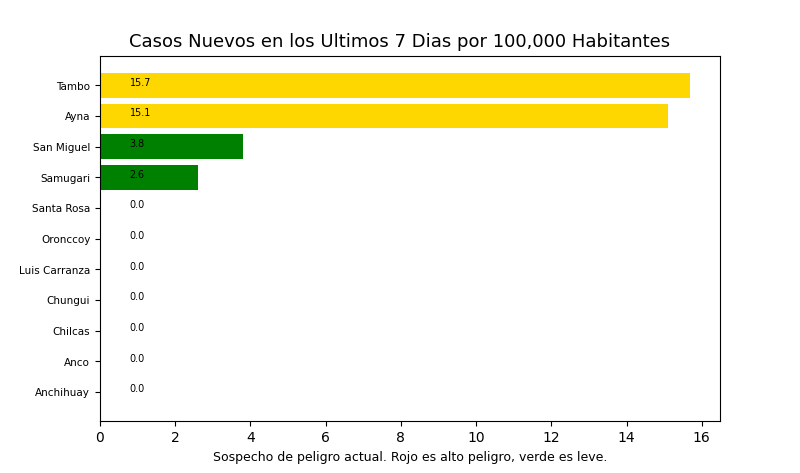 Casos Nuevos en los Ultimos 7 Dias por 100,000 Habitantes
Tambo 15.7
Ayna 15.1
San Miguel 3.8
Samugari 2.6
Santa Rosa 0.0
Oronccoy 0.0
Luis Carranza 0.0
Chungui 0.0
Chilcas 0.0
Anco 0.0
Anchihuay 0.0
0 2 4 6 8 10 12 14 16
Sospecho de peligro actual. Rojo es alto peligro, verde es leve.